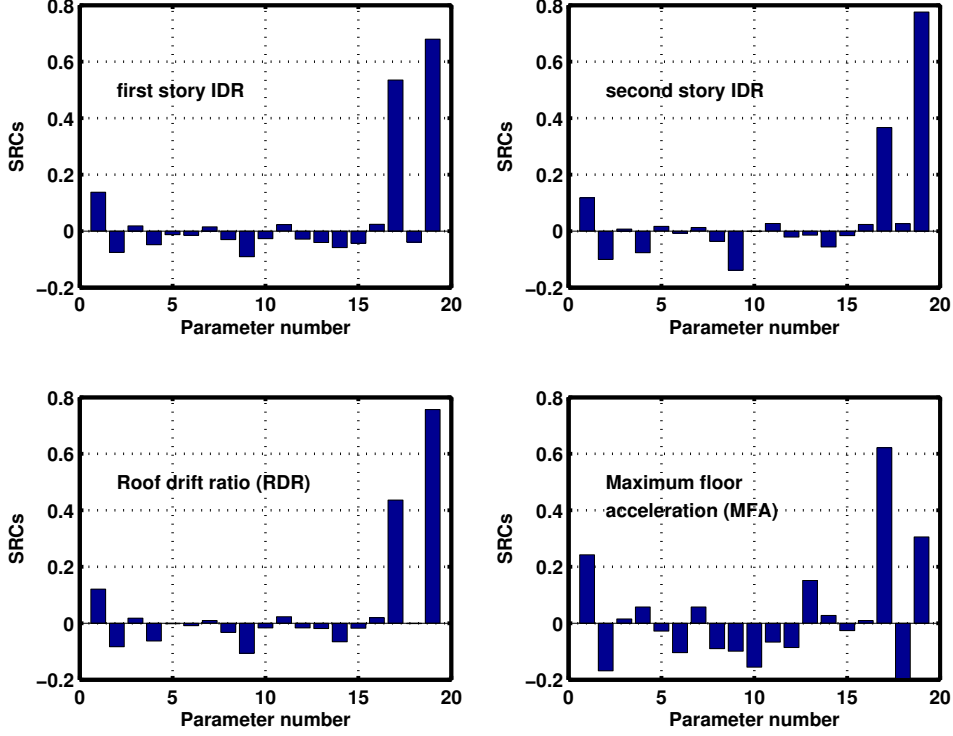 0.8
0.6
0.4
0.2
0
−0.2
SRCs
first story IDR
0 5 10 15 20
Parameter number
0.8
0.6
0.4
0.2
0
−0.2
SRCs
second story IDR
0 5 10 15 20
Parameter number
0.8
0.6
0.4
0.2
0
−0.2
SRCs
Roof drift ratio (RDR)
0 5 10 15 20
Parameter number
0.8
0.6
0.4
0.2
0
−0.2
SRCs
Maximum floor
acceleration (MFA)
0 5 10 15 20
Parameter number